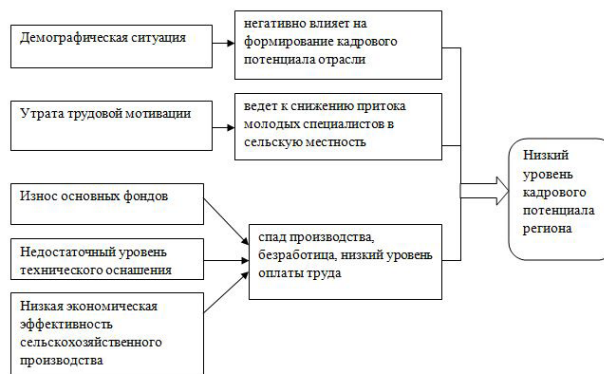 Демографическая ситуация
негативно влияет на
формирование кадрового
потенциала отрасли
Утрата трудовой мотивации
ведет к снижению притока
молодых специалистов в
сельскую местность
Износ основных фондов
Недостаточный уровень
технического оснашения
Низкая экономическая
эффективность
сельскохозяйственного
производства
спад производства,
безработица, низкий уровень
оплаты труда
Низкий
уровень
кадрового
потенциала
региона